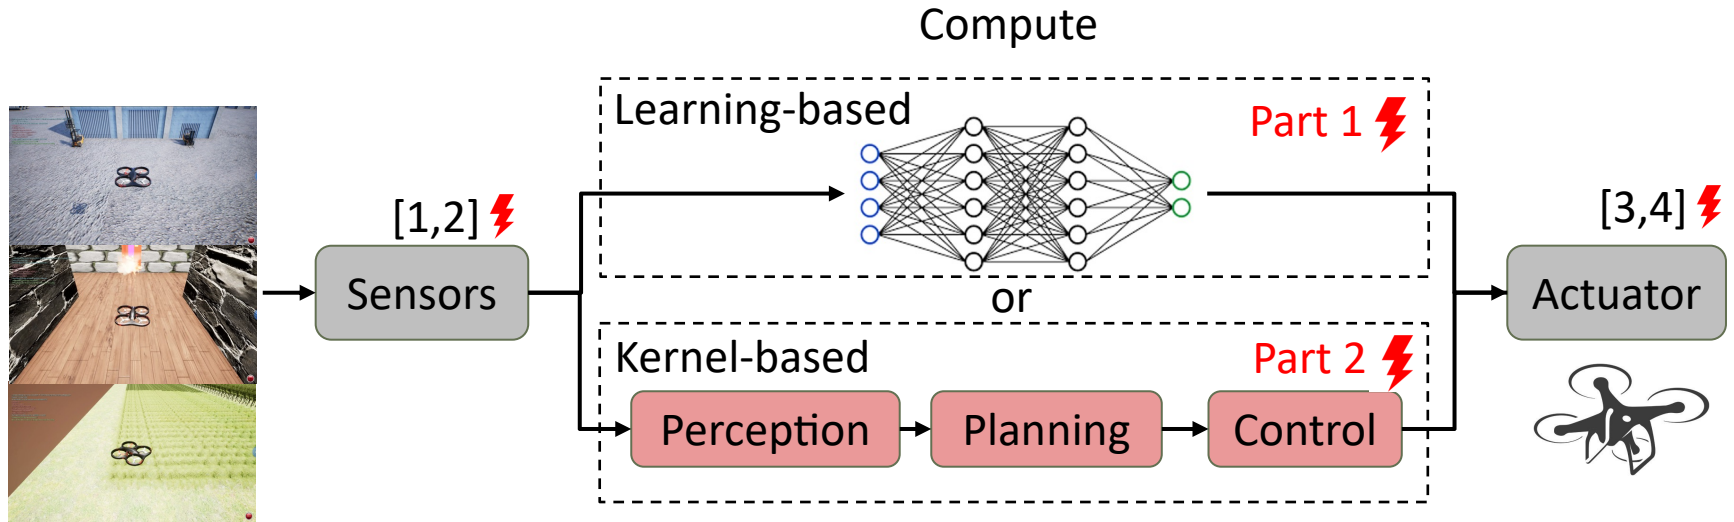 Compute
Learning-based
Part 1
[1,2]
[3,4]
Sensors
or
Actuator
Kernel-based
Part 2
Perception
Planning
Control